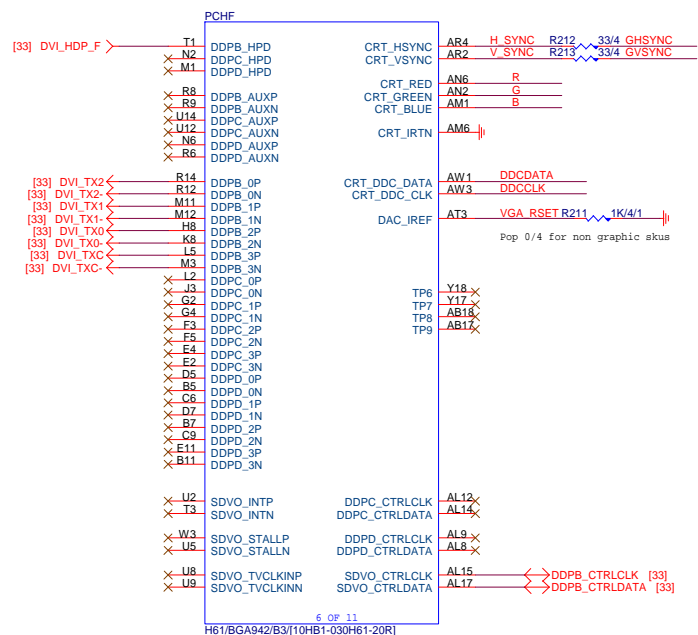 PCHF
[33] DVI_HDP_F T1 DDPB_HPD CRT_HSYNC AR4 H_SYNC R212 33/4 GHSYNC
N2 DDPC_HPD CRT_VSYNC AR2 V_SYNC R213 33/4 GVSYNC
M1 DDPD_HPD
CRT_RED AN6 R
R8 DDPB_AUXP CRT_GREEN AN2 G
R9 DDPB_AUXN CRT_BLUE AM1 B
U14 DDPC_AUXP
U12 DDPC_AUXN CRT_IRTN AM6
N6 DDPD_AUXP
R6 DDPD_AUXN
[33] DVI_TX2 R14 DDPB_0P CRT_DDC_DATA AW1 DDCDATA
[33] DVI_TX2- R12 DDPB_0N CRT_DDC_CLK AW3 DDCCLK
[33] DVI_TX1 M11 DDPB_1P
[33] DVI_TX1- M12 DDPB_1N DAC_IREF AT3 VGA_RSET R211 1K/4/1
[33] DVI_TX0 H8 DDPB_2P
Pop 0/4 for non graphic skus
[33] DVI_TX0- K8 DDPB_2N
[33] DVI_TXC L5 DDPB_3P
[33] DVI_TXC- M3 DDPB_3N
L2 DDPC_0P
J3 DDPC_0N TP6 Y18
G2 DDPC_1P TP7 Y17
G4 DDPC_1N TP8 AB18
F3 DDPC_2P TP9 AB17
F5 DDPC_2N
E4 DDPC_3P
E2 DDPC_3N
D5 DDPD_0P
B5 DDPD_0N
C6 DDPD_1P
D7 DDPD_1N
B7 DDPD_2P
C9 DDPD_2N
E11 DDPD_3P
B11 DDPD_3N
U2 SDVO_INTP DDPC_CTRLCLK AL12
T3 SDVO_INTN DDPC_CTRLDATA AL14
W3 SDVO_STALLP DDPD_CTRLCLK AL9
U5 SDVO_STALLN DDPD_CTRLDATA AL8
U8 SDVO_TVCLKINP SDVO_CTRLCLK AL15 DDPB_CTRLCLK [33]
U9 SDVO_TVCLKINN SDVO_CTRLDATA AL17 DDPB_CTRLDATA [33]
6 OF 11
H61/BGA942/B3/[10HB1-030H61-20R]